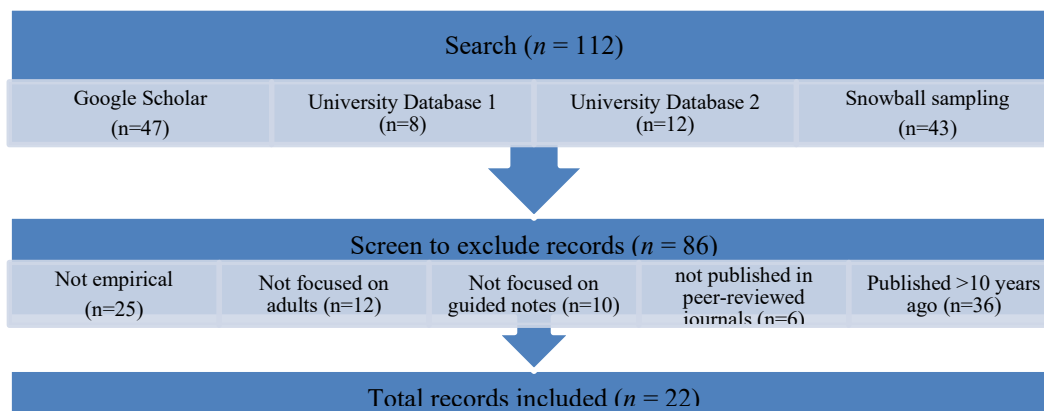 Search (n = 112)
Google Scholar
(n=47)
University Database 1
(n=8)
University Database 2
(n=12)
Snowball sampling
(n=43)
Screen to exclude records (n = 86)
Not empirical
(n=25)
Not focused on
adults (n=12)
Not focused on
guided notes (n=10)
not published in
peer-reviewed
journals (n=6)
Published >10 years
ago (n=36)
Total records included (n = 22)